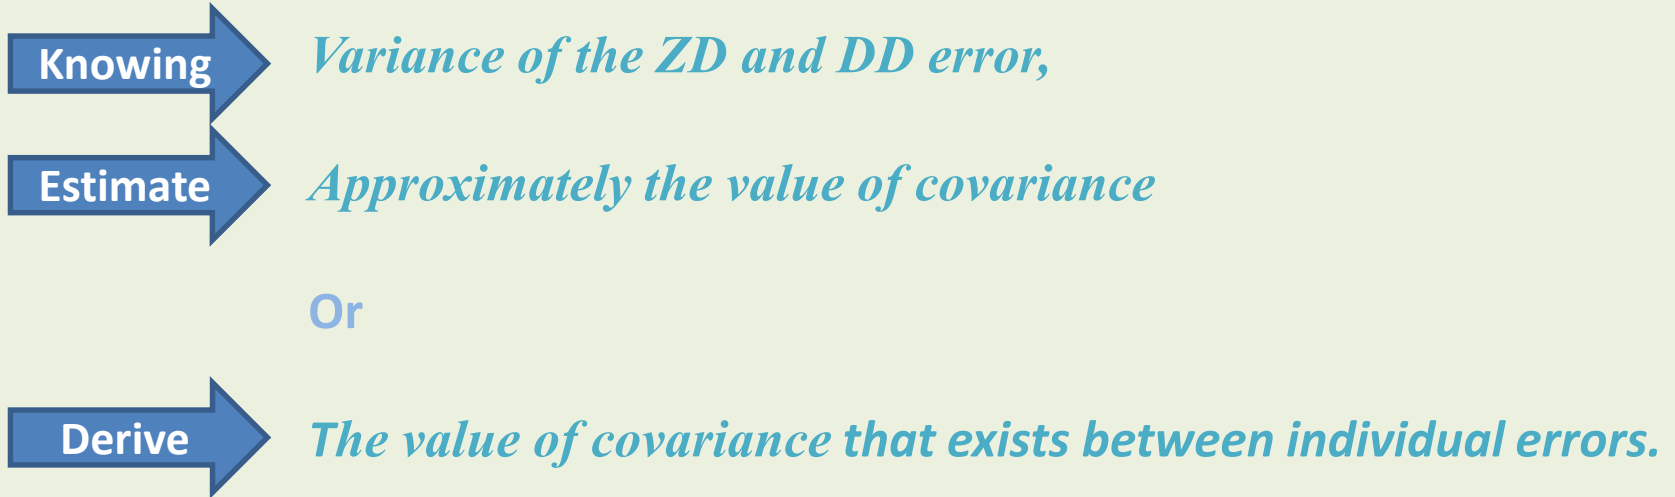 Knowing Variance of the ZD and DD error,
Estimate Approximately the value of covariance
Or
Derive The value of covariance that exists between individual errors.